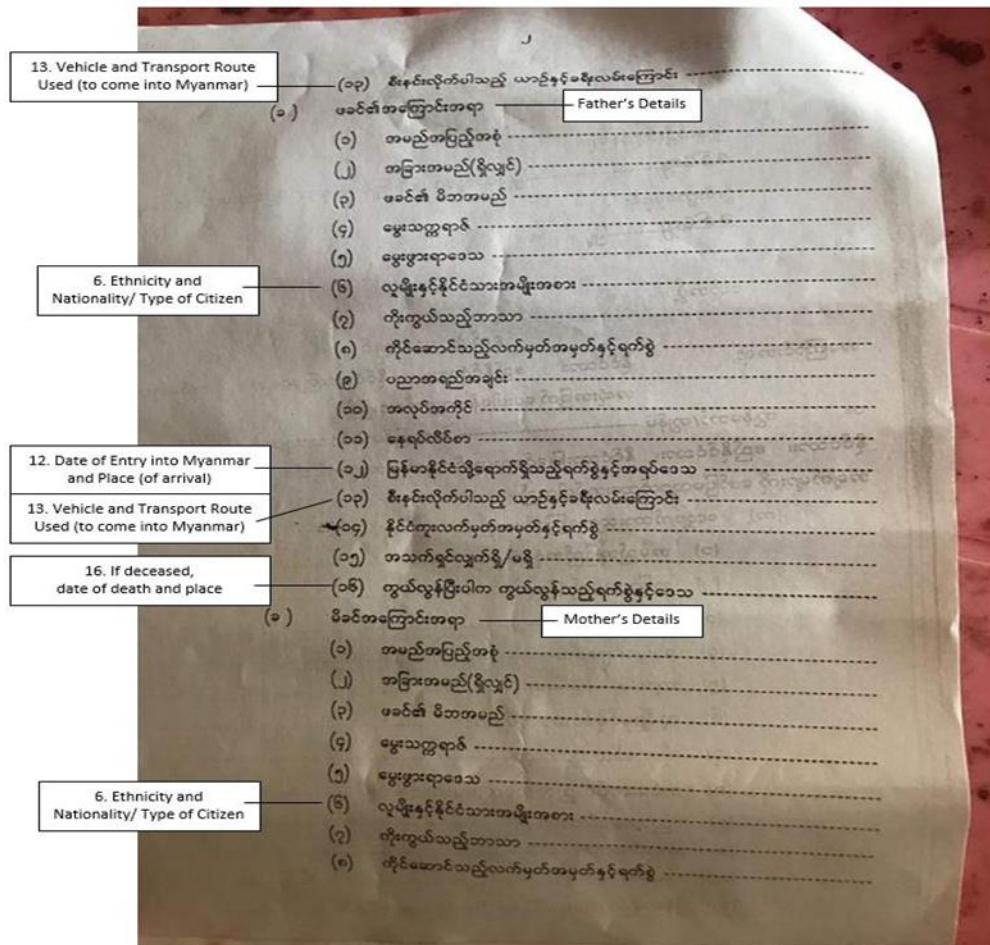 ၂
13. Vehicle and Transport Route
Used (to come into Myanmar)
(၁၃) စီးနင်းလိုက်ပါသည့် ယာဉ်နှင့်ခရီးလမ်းကြောင်း
(ခ) ဖခင်၏အကြောင်းအရာ
Father's Details
(၁) အမည်အပြည့်အစုံ
(၂) အခြားအမည်(ရှိလျှင်)
(၃) ဖခင်၏ မိဘအမည်
(၄) မွေးသက္ကရာဇ်
(၅) မွေးဖွားရာဒေသ
6. Ethnicity and
Nationality/ Type of Citizen
(၆) လူမျိုးနှင့်နိုင်ငံသားအမျိုးအစား
(၇) ကိုးကွယ်သည့်ဘာသာ
(၈) ကိုင်ဆောင်သည့်လက်မှတ်အမှတ်နှင့်ရက်စွဲ
(၉) ပညာအရည်အချင်း
(၁၀) အလုပ်အကိုင်
(၁၁) နေရပ်လိပ်စာ
12. Date of Entry into Myanmar
and Place (of arrival)
(၁၂) မြန်မာနိုင်ငံသို့ရောက်ရှိသည့်ရက်စွဲနှင့်အရပ်ဒေသ
13. Vehicle and Transport Route
Used (to come into Myanmar)
(၁၃) စီးနင်းလိုက်ပါသည့် ယာဉ်နှင့်ခရီးလမ်းကြောင်း
(၁၄) နိုင်ငံကူးလက်မှတ်အမှတ်နှင့်ရက်စွဲ
(၁၅) အသက်ရှင်လျှက်ရှိ/မရှိ
16. If deceased,
date of death and place
(၁၆) ကွယ်လွန်ပြီးပါက ကွယ်လွန်သည့်ရက်စွဲနှင့်ဒေသ
(ခ) မိခင်အကြောင်းအရာ
Mother's Details
(၁) အမည်အပြည့်အစုံ
(၂) အခြားအမည်(ရှိလျှင်)
(၃) ဖခင်၏ မိဘအမည်
(၄) မွေးသက္ကရာဇ်
(၅) မွေးဖွားရာဒေသ
6. Ethnicity and
Nationality/ Type of Citizen
(၆) လူမျိုးနှင့်နိုင်ငံသားအမျိုးအစား
(၇) ကိုးကွယ်သည့်ဘာသာ
(၈) ကိုင်ဆောင်သည့်လက်မှတ်အမှတ်နှင့်ရက်စွဲ